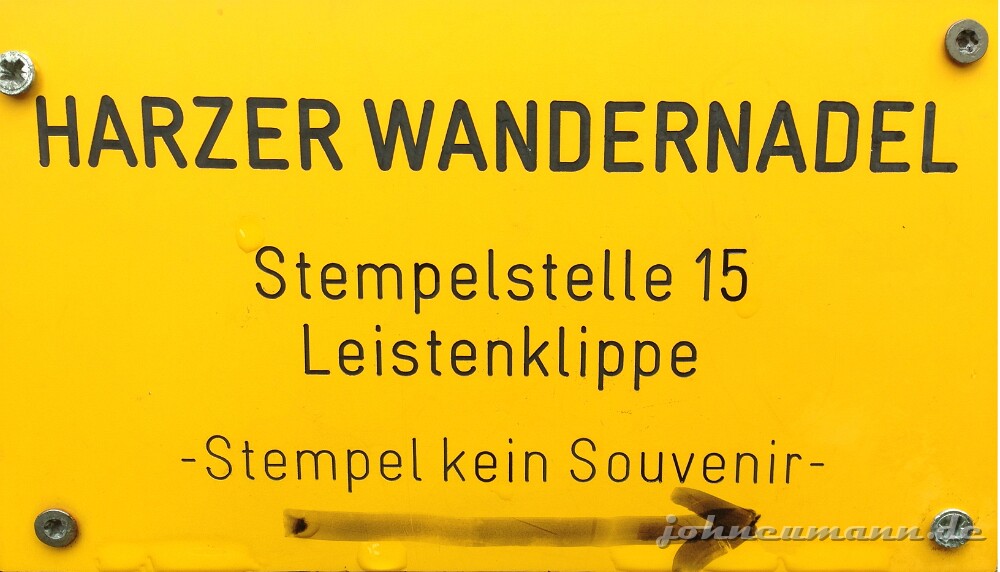 HARZER WANDERNADEL
Stempelstelle 15
Leistenklippe
-Stempel kein Souvenir-
johneumann.de